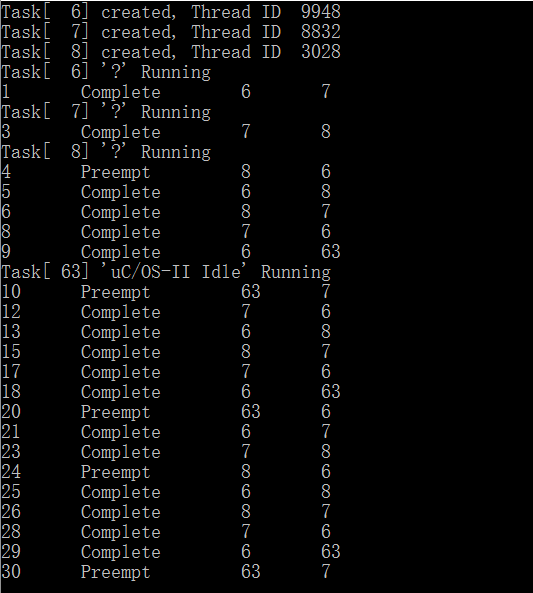 Task[  6] created, Thread ID  9948
Task[  7] created, Thread ID  8832
Task[  8] created, Thread ID  3028
Task[  6] '?' Running
1       Complete        6       7
Task[  7] '?' Running
3       Complete        7       8
Task[  8] '?' Running
4       Preempt         8       6
5       Complete        6       8
6       Complete        8       7
8       Complete        7       6
9       Complete        6       63
Task[ 63] 'uC/OS-II Idle' Running
10      Preempt         63      7
12      Complete        7       6
13      Complete        6       8
15      Complete        8       7
17      Complete        7       6
18      Complete        6       63
20      Preempt         63      6
21      Complete        6       7
23      Complete        7       8
24      Preempt         8       6
25      Complete        6       8
26      Complete        8       7
28      Complete        7       6
29      Complete        6       63
30      Preempt         63      7